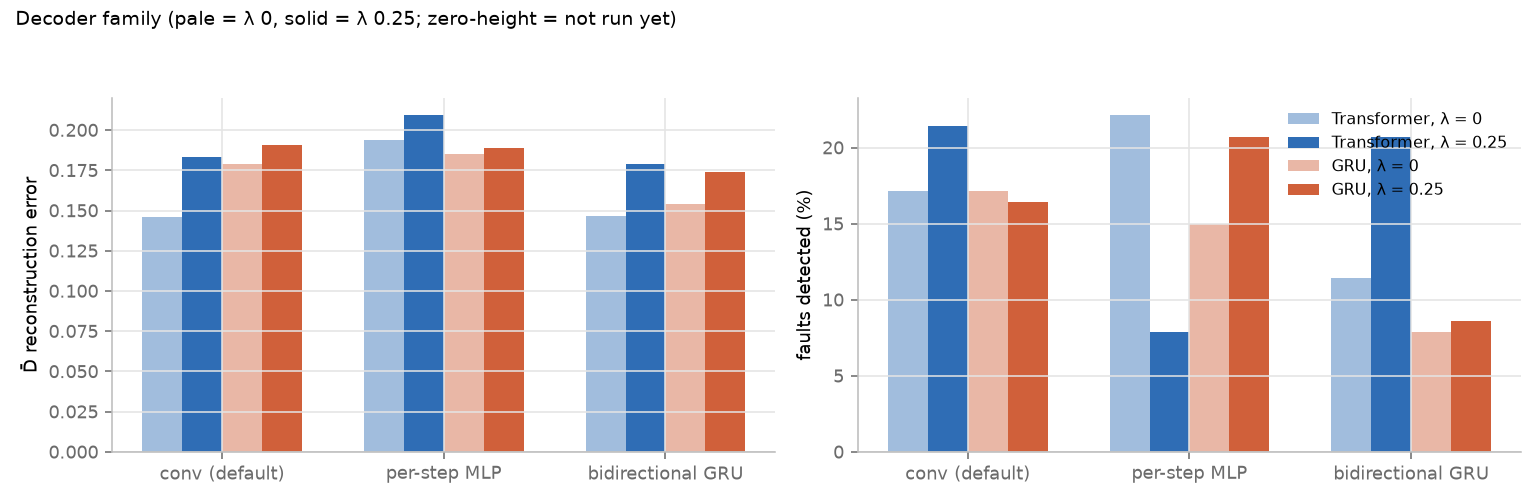 Decoder family (pale = λ 0, solid = λ 0.25; zero-height = not run yet)
D̄ reconstruction error
0.200
0.175
0.150
0.125
0.100
0.075
0.050
0.025
0.000
conv (default)
per-step MLP
bidirectional GRU
faults detected (%)
20
15
10
5
0
conv (default)
per-step MLP
bidirectional GRU
Transformer, λ = 0
Transformer, λ = 0.25
GRU, λ = 0
GRU, λ = 0.25